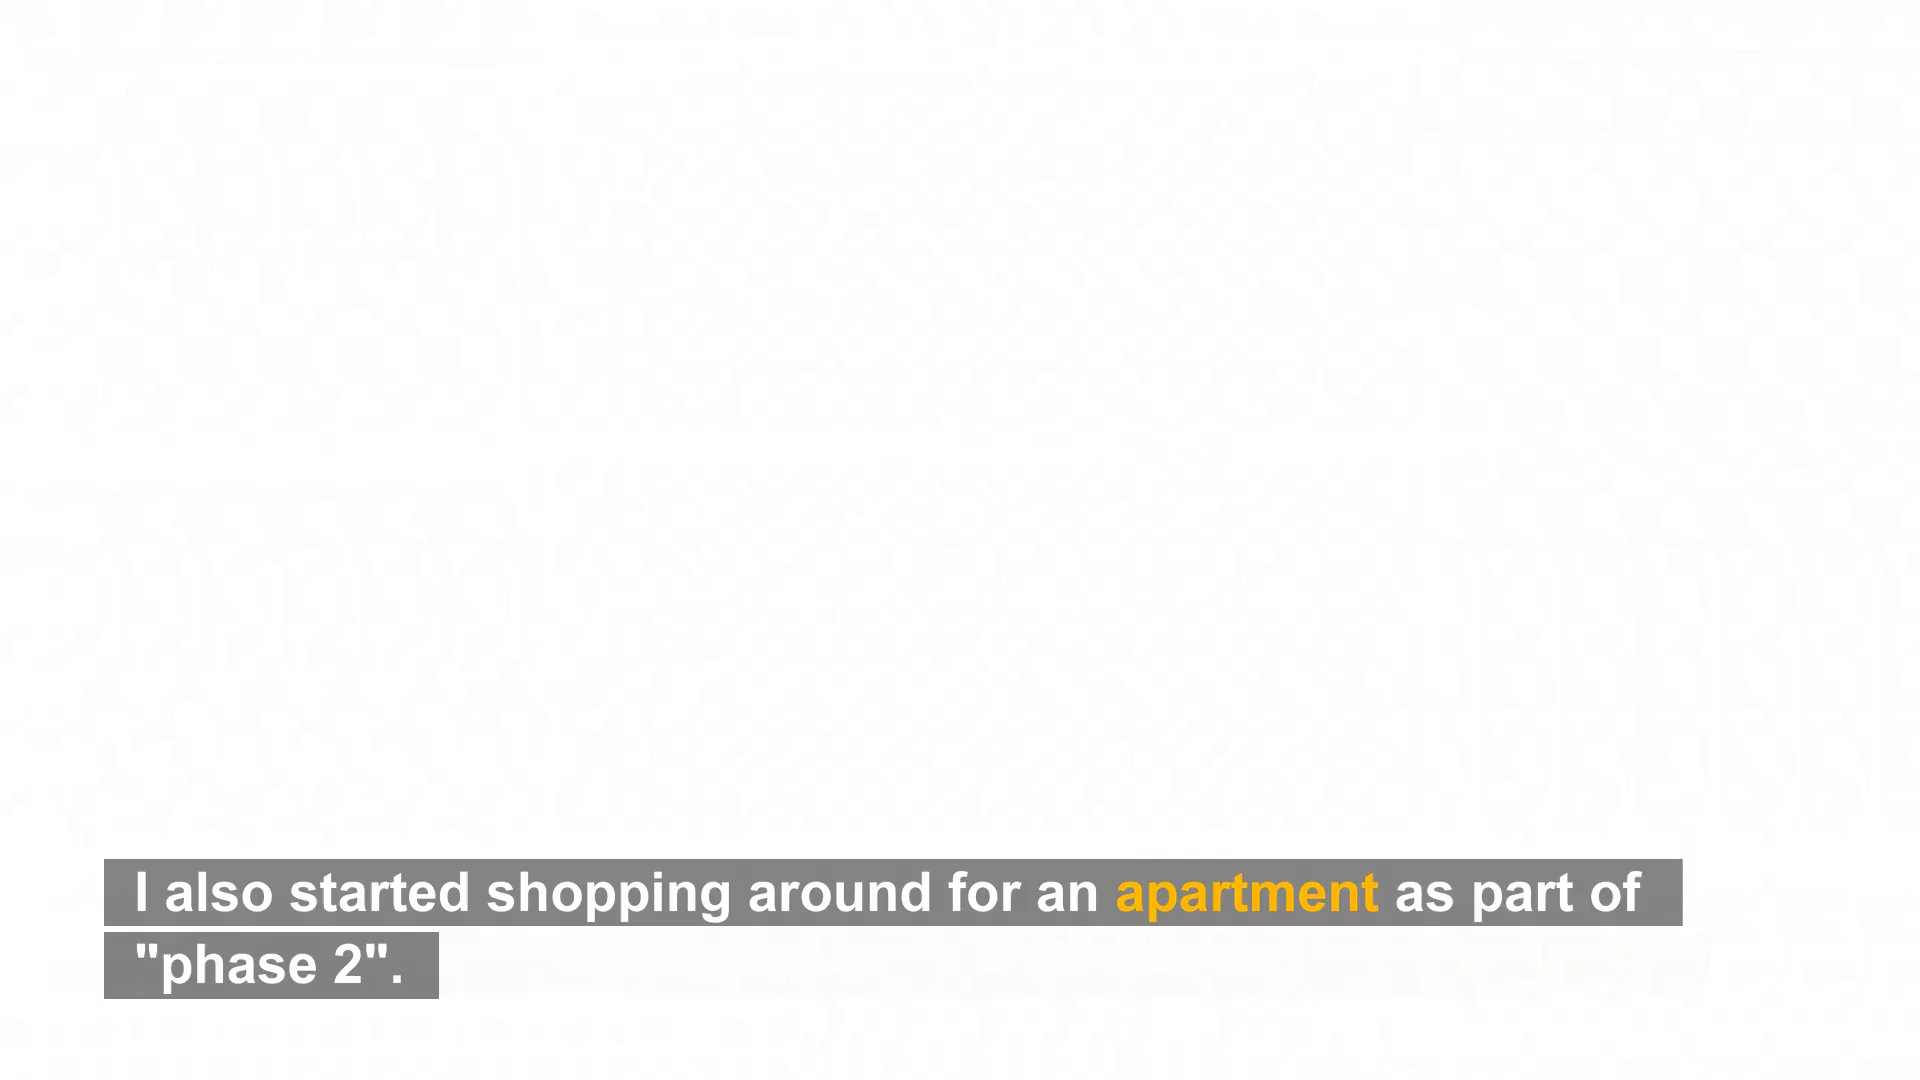 I also started shopping around for an apartment as part of
"phase 2".